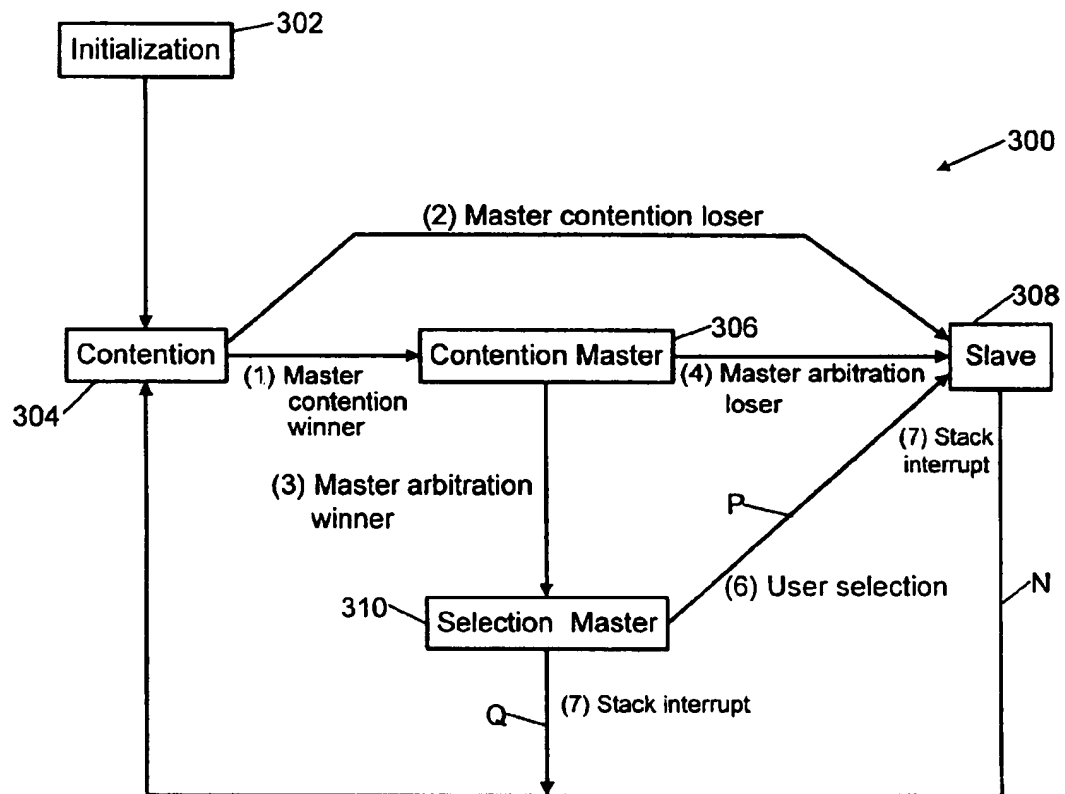 302
Initialization
300
(2) Master contention loser
308
306
Contention
Contention Master
Slave
(1) Master
contention
winner
(4) Master arbitration
loser
304
(7) Stack
interrupt
(3) Master arbitration
winner
P
(6) User selection
N
310
Selection Master
Q
(7) Stack interrupt